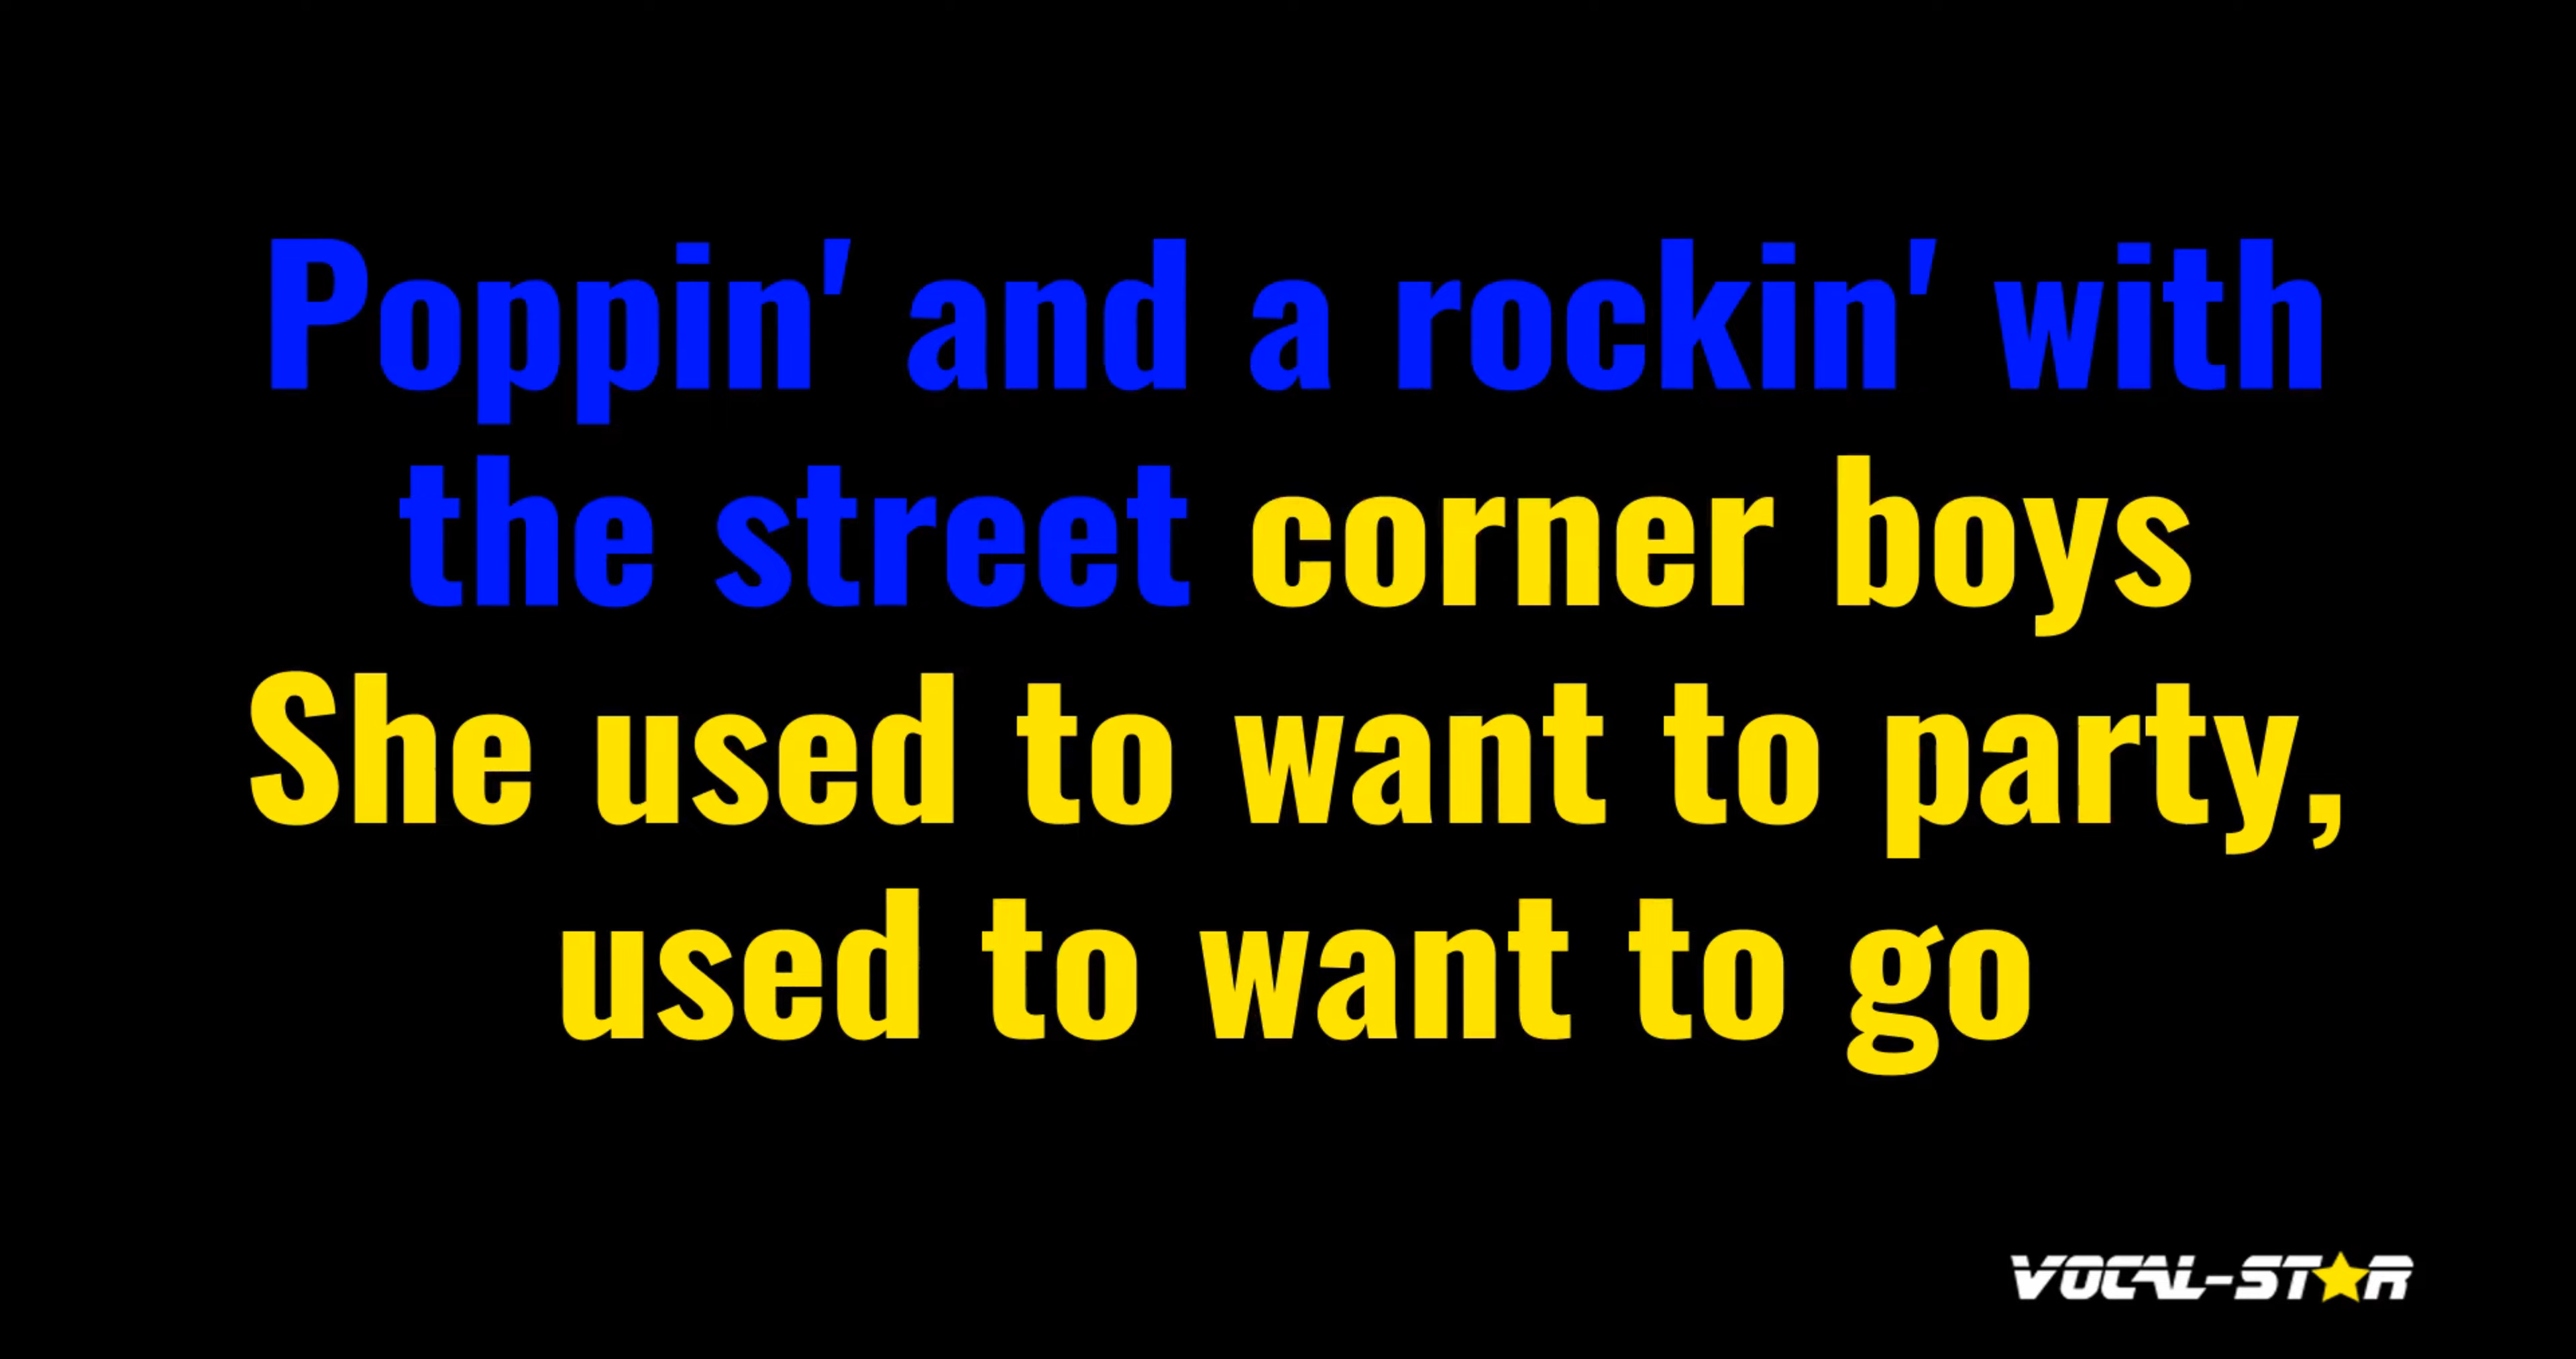 Poppin' and a rockin' with
the street corner boys
She used to want to party,
used to want to go
VOCAL-STAR